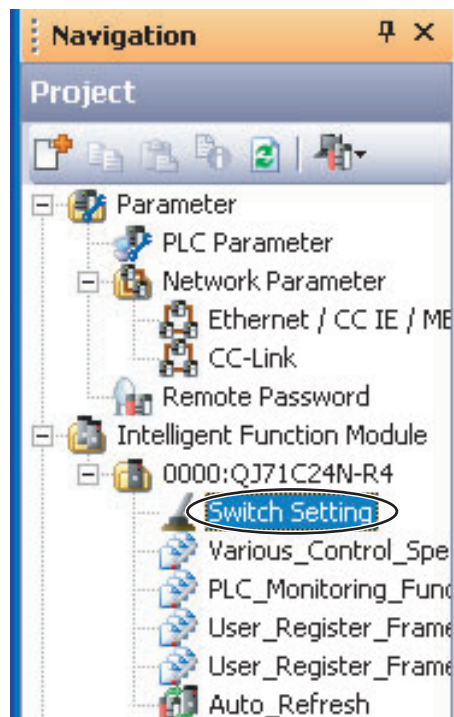 Navigation
Project
Parameter
PLC Parameter
Network Parameter
Ethernet / CC IE / ME
CC-Link
Remote Password
Intelligent Function Module
0000:QJ71C24N-R4
Switch Setting
Various_Control_Spe
PLC_Monitoring_Func
User_Register_Frame
User_Register_Frame
Auto_Refresh